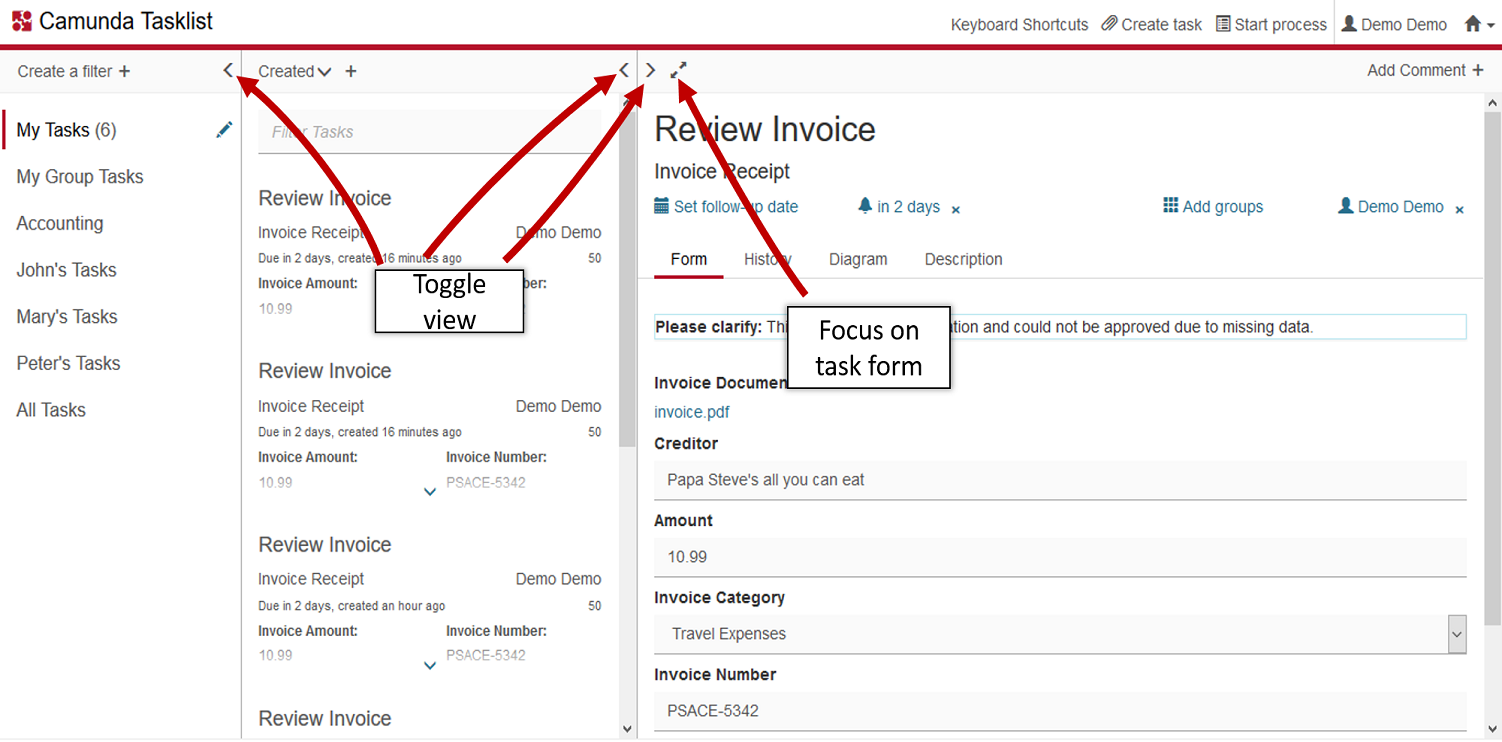 Camunda Tasklist
Keyboard Shortcuts Create task Start process Demo Demo
Create a filter +
My Tasks (6)
My Group Tasks
Accounting
John's Tasks
Mary's Tasks
Peter's Tasks
All Tasks
Created +
Filter Tasks
Review Invoice
Invoice Receipt Demo Demo
Due in 2 days, created 16 minutes ago 50
Invoice Amount:
10.99
Toggle
view
Review Invoice
Invoice Receipt Demo Demo
Due in 2 days, created 16 minutes ago 50
Invoice Amount: Invoice Number:
10.99 PSACE-5342
Review Invoice
Invoice Receipt Demo Demo
Due in 2 days, created an hour ago 50
Invoice Amount: Invoice Number:
10.99 PSACE-5342
Review Invoice
Add Comment +
Review Invoice
Invoice Receipt
Set follow-up date in 2 days × Add groups Demo Demo ×
Form History Diagram Description
Please clarify: and could not be approved due to missing data.
Focus on
task form
Invoice Document
invoice.pdf
Creditor
Papa Steve's all you can eat
Amount
10.99
Invoice Category
Travel Expenses
Invoice Number
PSACE-5342